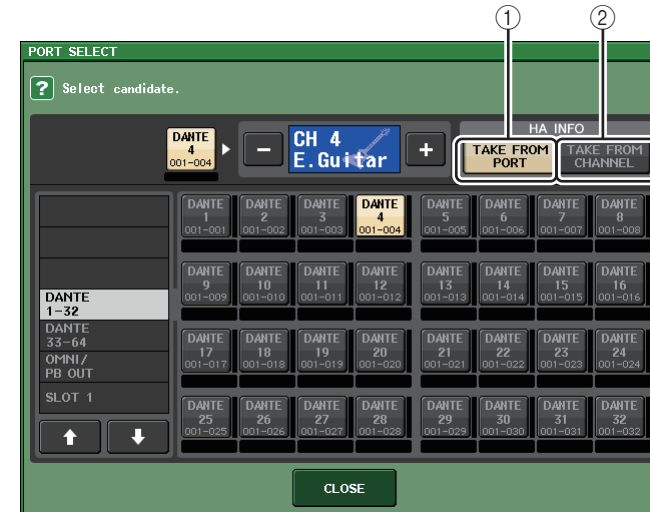 ① ②
PORT SELECT
? Select candidate.
HA INFO
DANTE
4
001-004
− CH 4
E.Guitar +
TAKE FROM
PORT
TAKE FROM
CHANNEL
DANTE
1
001-001
DANTE
2
001-002
DANTE
3
001-003
DANTE
4
001-004
DANTE
5
001-005
DANTE
6
001-006
DANTE
7
001-007
DANTE
8
001-008
DANTE
9
001-009
DANTE
10
001-010
DANTE
11
001-011
DANTE
12
001-012
DANTE
13
001-013
DANTE
14
001-014
DANTE
15
001-015
DANTE
16
001-016
DANTE
17
001-017
DANTE
18
001-018
DANTE
19
001-019
DANTE
20
001-020
DANTE
21
001-021
DANTE
22
001-022
DANTE
23
001-023
DANTE
24
001-024
DANTE
25
001-025
DANTE
26
001-026
DANTE
27
001-027
DANTE
28
001-028
DANTE
29
001-029
DANTE
30
001-030
DANTE
31
001-031
DANTE
32
001-032
DANTE
1-32
DANTE
33-64
OMNI/
PB OUT
SLOT 1
CLOSE